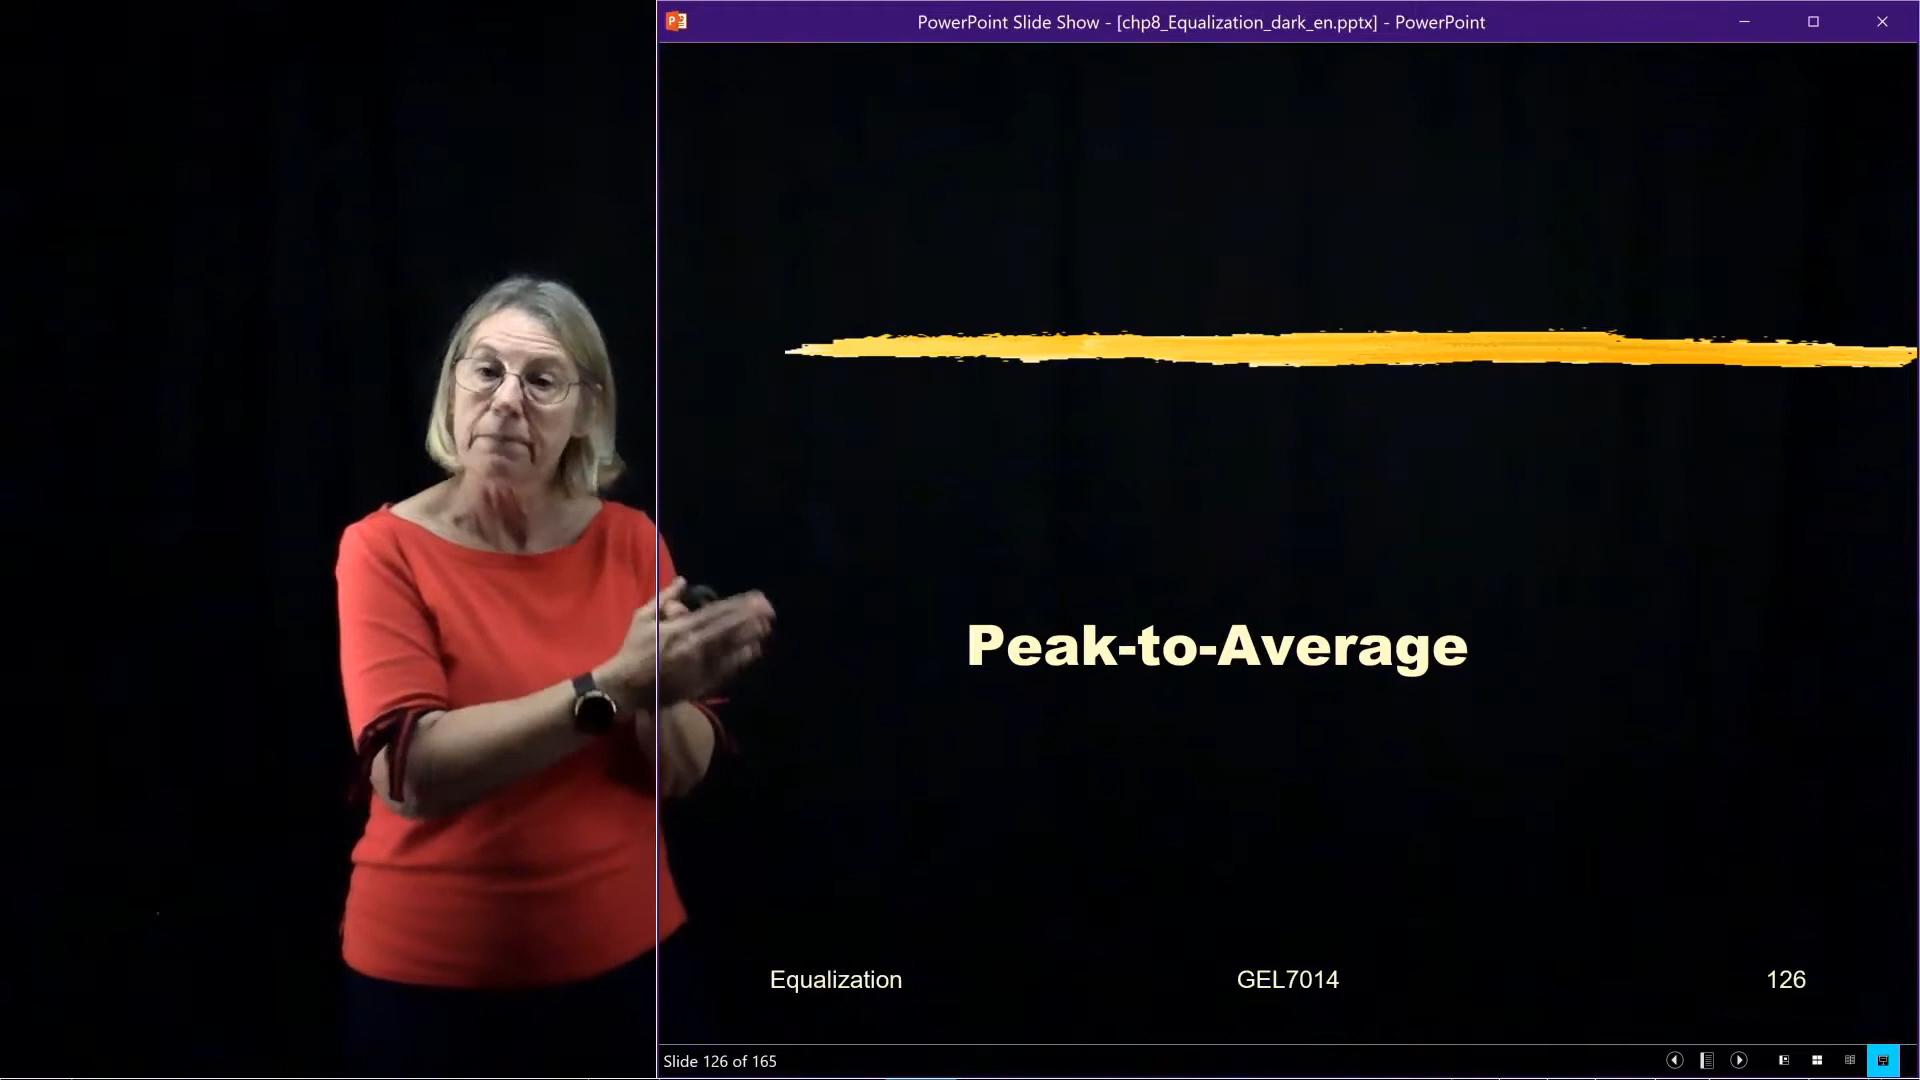 PowerPoint Slide Show - [chp8_Equalization_dark_en.pptx] - PowerPoint
Peak-to-Average
Equalization GEL7014 126
Slide 126 of 165